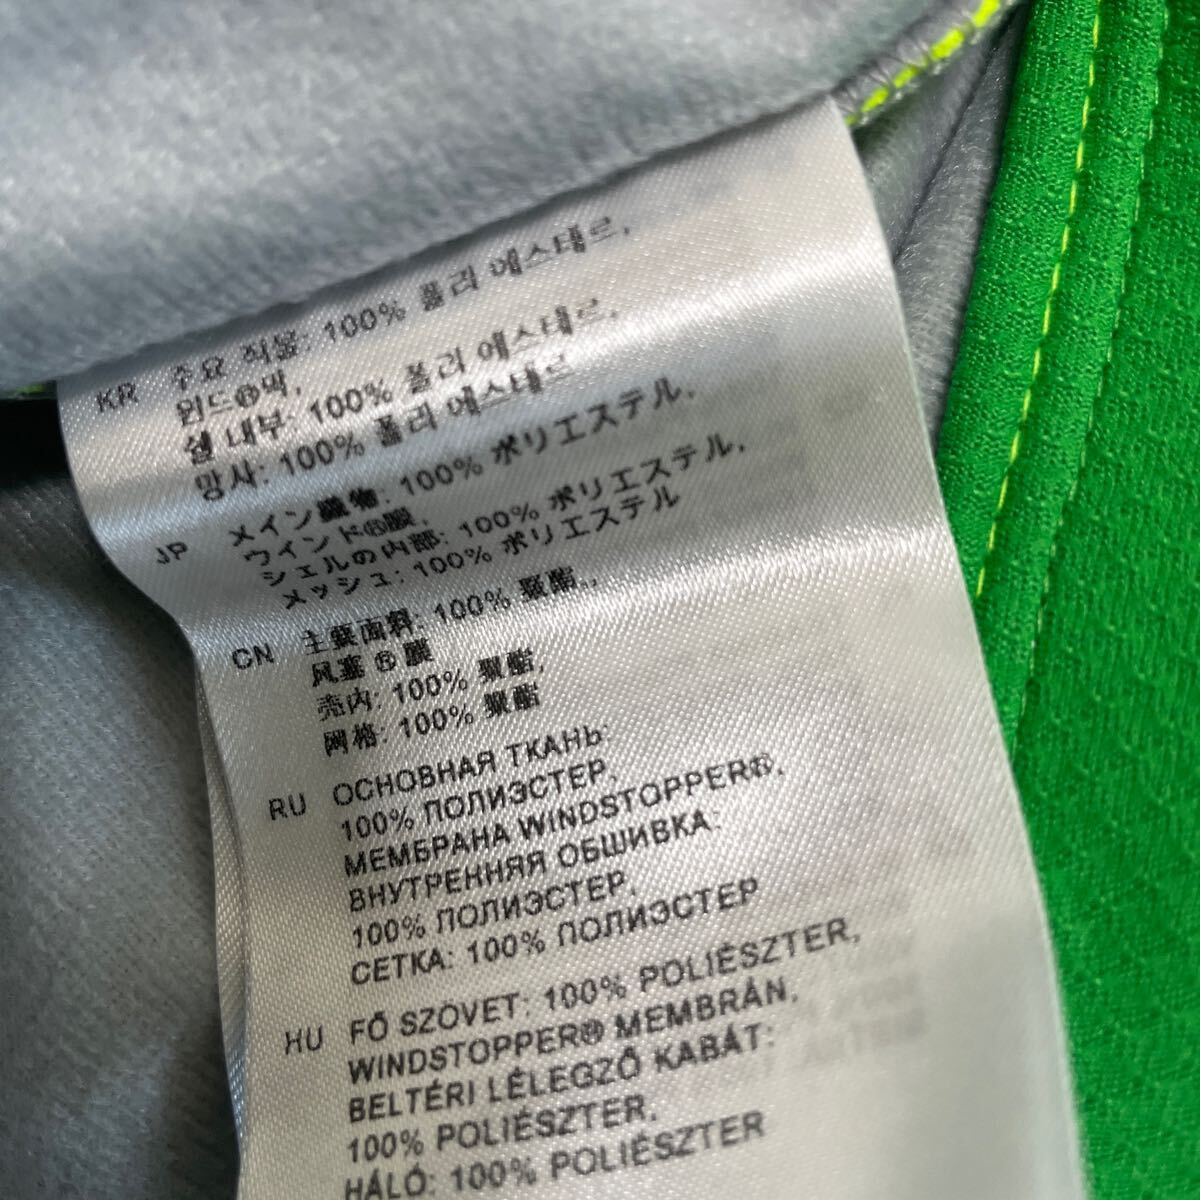 KR 주요 직물: 100% 폴리 에스테르,
윈드®막,
쉘 내부: 100% 폴리 에스테르,
망사: 100% 폴리 에스테르
JP メイン織物: 100% ポリエステル,
ウインド®膜,
シェルの内部: 100% ポリエステル,
メッシュ: 100% ポリエステル
CN 主要面料: 100% 聚酯,,
风塞 ® 膜
壳内: 100% 聚酯,
网格: 100% 聚酯
RU ОСНОВНАЯ ТКАНЬ:
100% ПОЛИЭСТЕР,
МЕМБРАНА WINDSTOPPER®,
ВНУТРЕННЯЯ ОБШИВКА:
100% ПОЛИЭСТЕР,
СЕТКА: 100% ПОЛИЭСТЕР
HU FŐ SZÖVET: 100% POLIÉSZTER,
WINDSTOPPER® MEMBRÁN,
BELTÉRI LÉLEGZŐ KABÁT:
100% POLIÉSZTER,
HÁLÓ: 100% POLIÉSZTER